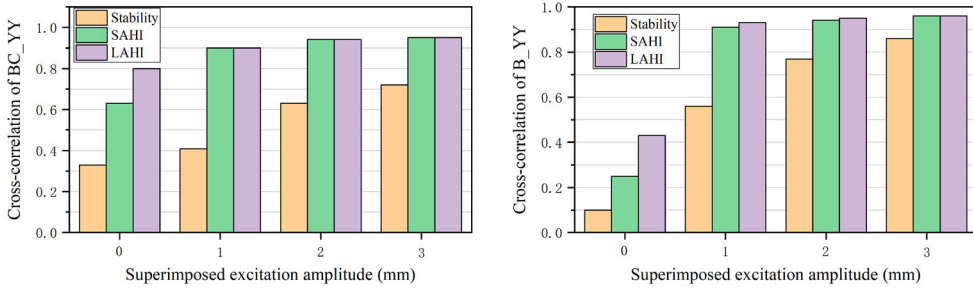 Cross-correlation of BC_YY
1.0
0.8
0.6
0.4
0.2
0.0
Stability
SAHI
LAHI
0 1 2 3
Superimposed excitation amplitude (mm)
Cross-correlation of B_YY
1.0
0.8
0.6
0.4
0.2
0.0
Stability
SAHI
LAHI
0 1 2 3
Superimposed excitation amplitude (mm)